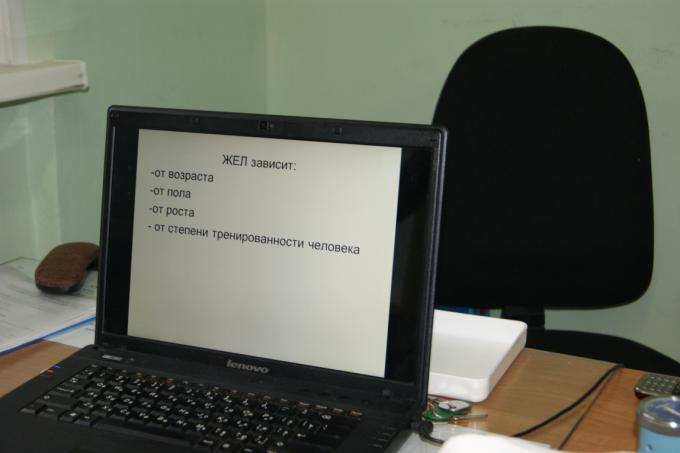 ЖЕЛ зависит:
-от возраста
-от пола
-от роста
- от степени тренированности человека
lenovo